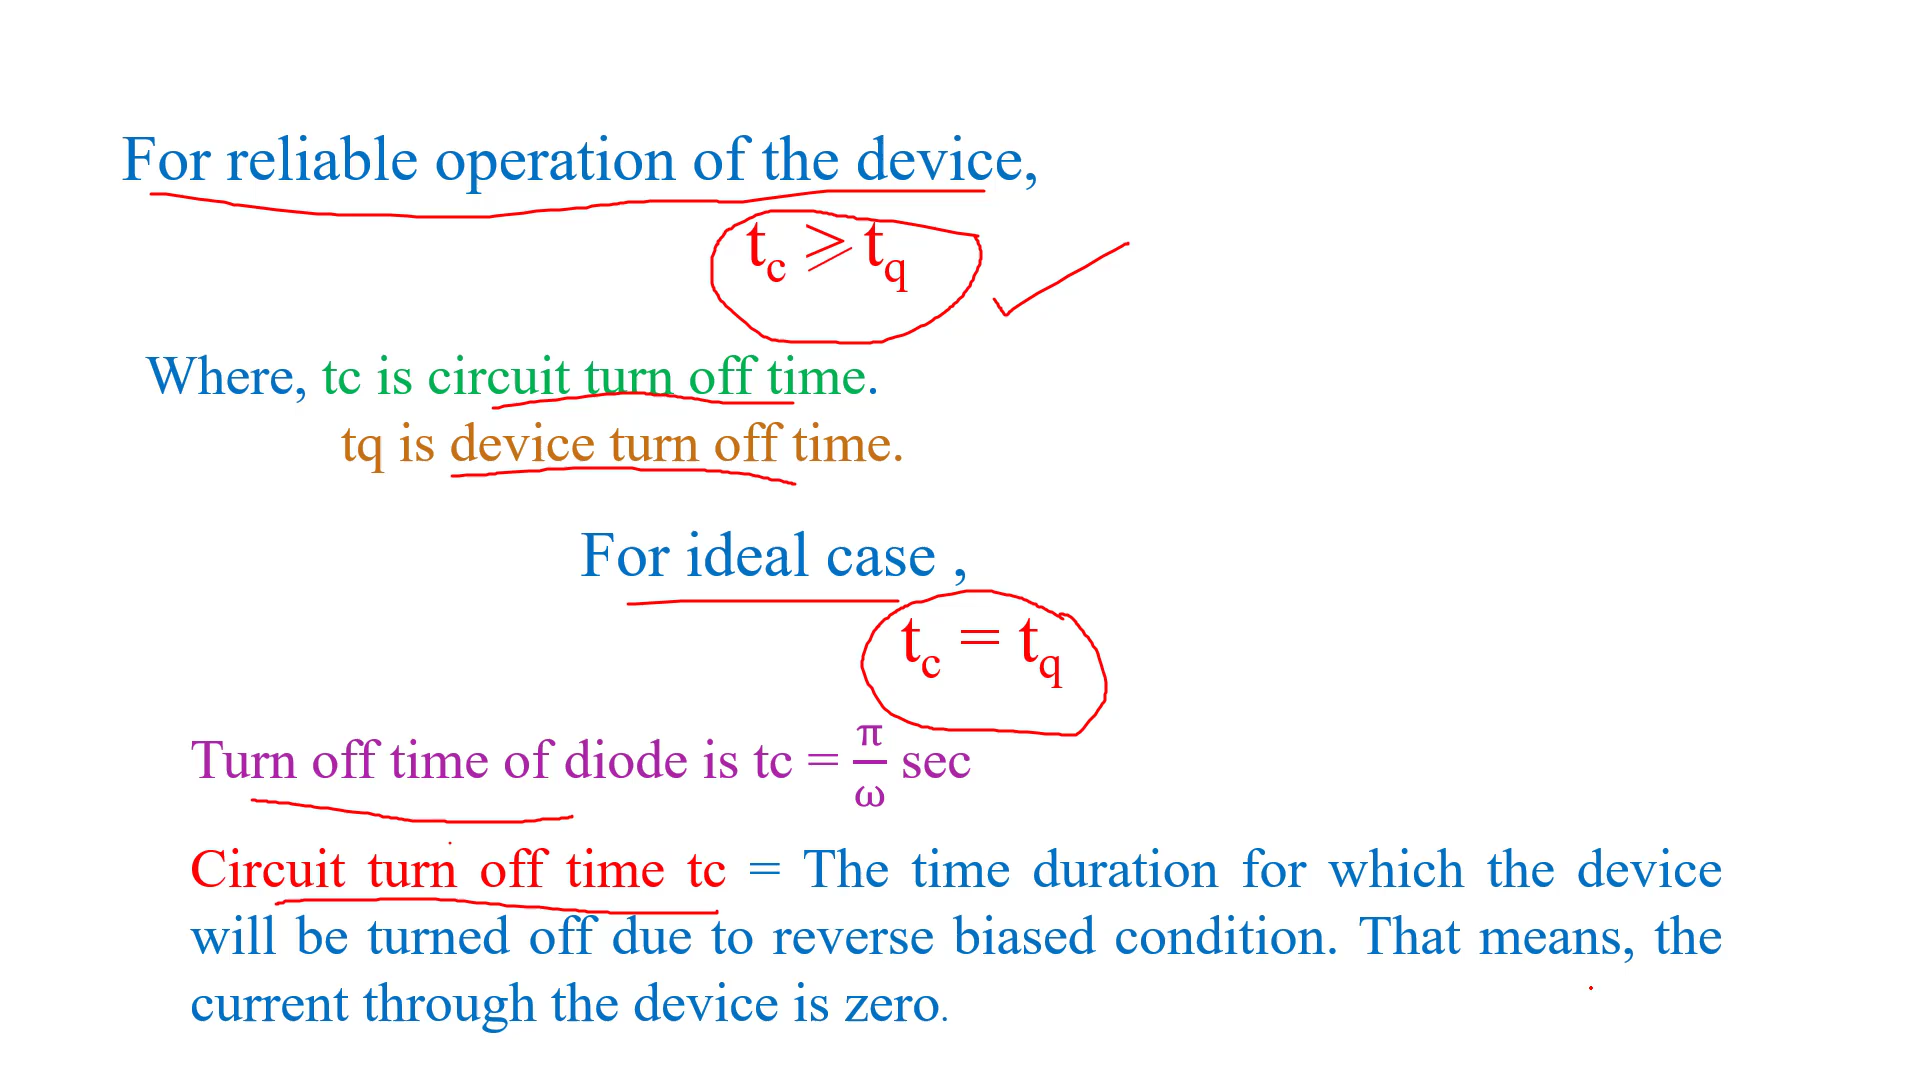 For reliable operation of the device,
tc ⩾ tq
Where, tc is circuit turn off time.
tq is device turn off time.
For ideal case ,
tc = tq
Turn off time of diode is tc = π/ω sec
Circuit turn off time tc = The time duration for which the device
will be turned off due to reverse biased condition. That means, the
current through the device is zero.